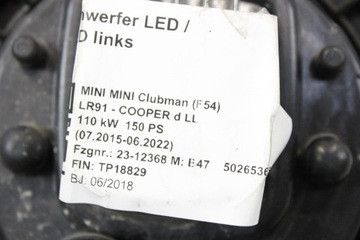 nwerfer LED /
D links
MINI MINI Clubman (F54)
LR91 - COOPER d LL
110 kW 150 PS
(07.2015-06.2022)
Fzgnr.: 23-12368 M: B47 5026536
FIN: TP18829
BJ: 06/2018